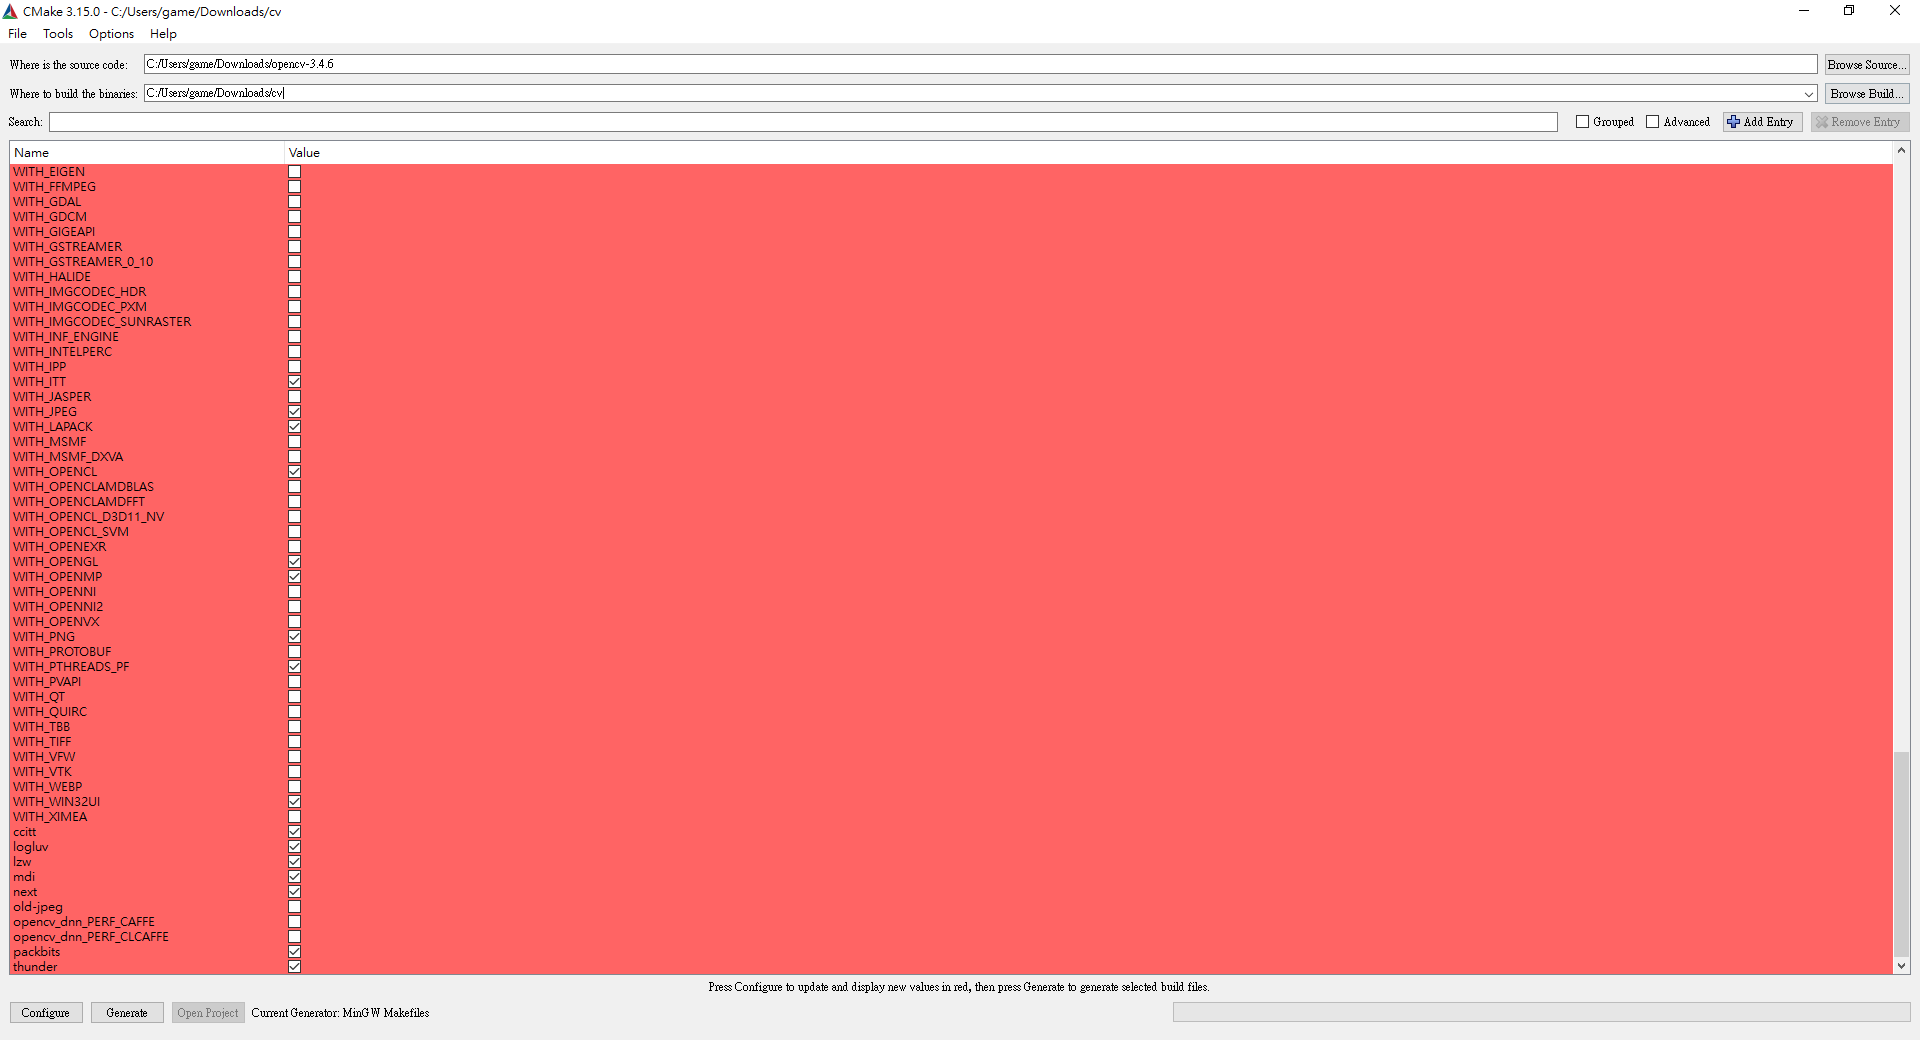 CMake 3.15.0 - C:/Users/game/Downloads/cv
File Tools Options Help
Where is the source code: C:/Users/game/Downloads/opencv-3.4.6 Browse Source...
Where to build the binaries: C:/Users/game/Downloads/cv Browse Build...
Search: Grouped Advanced Add Entry Remove Entry
Name Value
WITH_EIGEN
WITH_FFMPEG
WITH_GDAL
WITH_GDCM
WITH_GIGEAPI
WITH_GSTREAMER
WITH_GSTREAMER_0_10
WITH_HALIDE
WITH_IMGCODEC_HDR
WITH_IMGCODEC_PXM
WITH_IMGCODEC_SUNRASTER
WITH_INF_ENGINE
WITH_INTELPERC
WITH_IPP
WITH_ITT
WITH_JASPER
WITH_JPEG
WITH_LAPACK
WITH_MSMF
WITH_MSMF_DXVA
WITH_OPENCL
WITH_OPENCLAMDBLAS
WITH_OPENCLAMDFFT
WITH_OPENCL_D3D11_NV
WITH_OPENCL_SVM
WITH_OPENEXR
WITH_OPENGL
WITH_OPENMP
WITH_OPENNI
WITH_OPENNI2
WITH_OPENVX
WITH_PNG
WITH_PROTOBUF
WITH_PTHREADS_PF
WITH_PVAPI
WITH_QT
WITH_QUIRC
WITH_TBB
WITH_TIFF
WITH_VFW
WITH_VTK
WITH_WEBP
WITH_WIN32UI
WITH_XIMEA
ccitt
logluv
lzw
mdi
next
old-jpeg
opencv_dnn_PERF_CAFFE
opencv_dnn_PERF_CLCAFFE
packbits
thunder
Press Configure to update and display new values in red, then press Generate to generate selected build files.
Configure Generate Open Project Current Generator: MinGW Makefiles